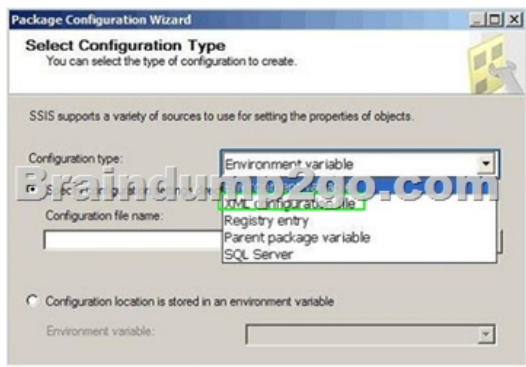 Package Configuration Wizard
Select Configuration Type
You can select the type of configuration to create.
SSIS supports a variety of sources to use for setting the properties of objects.
Configuration type:
Environment variable
Braindump2go.com
XML configuration file
Configuration file name:
Registry entry
Parent package variable
SQL Server
Configuration location is stored in an environment variable
Environment variable: